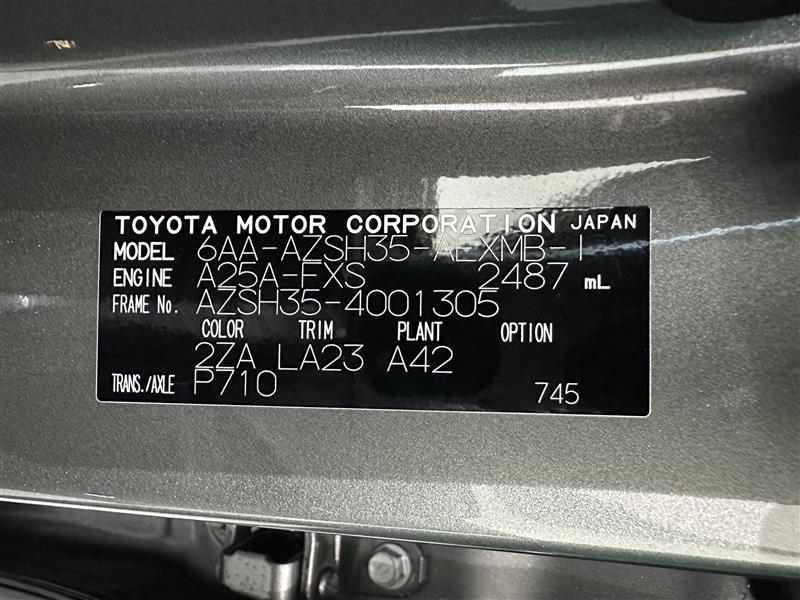 TOYOTA MOTOR CORPORATION JAPAN
MODEL 6AA-AZSH35-AEXMB-I
ENGINE A25A-FXS 2487 mL
FRAME No. AZSH35-4001305
COLOR TRIM PLANT OPTION
2ZA LA23 A42
TRANS./AXLE P710 745